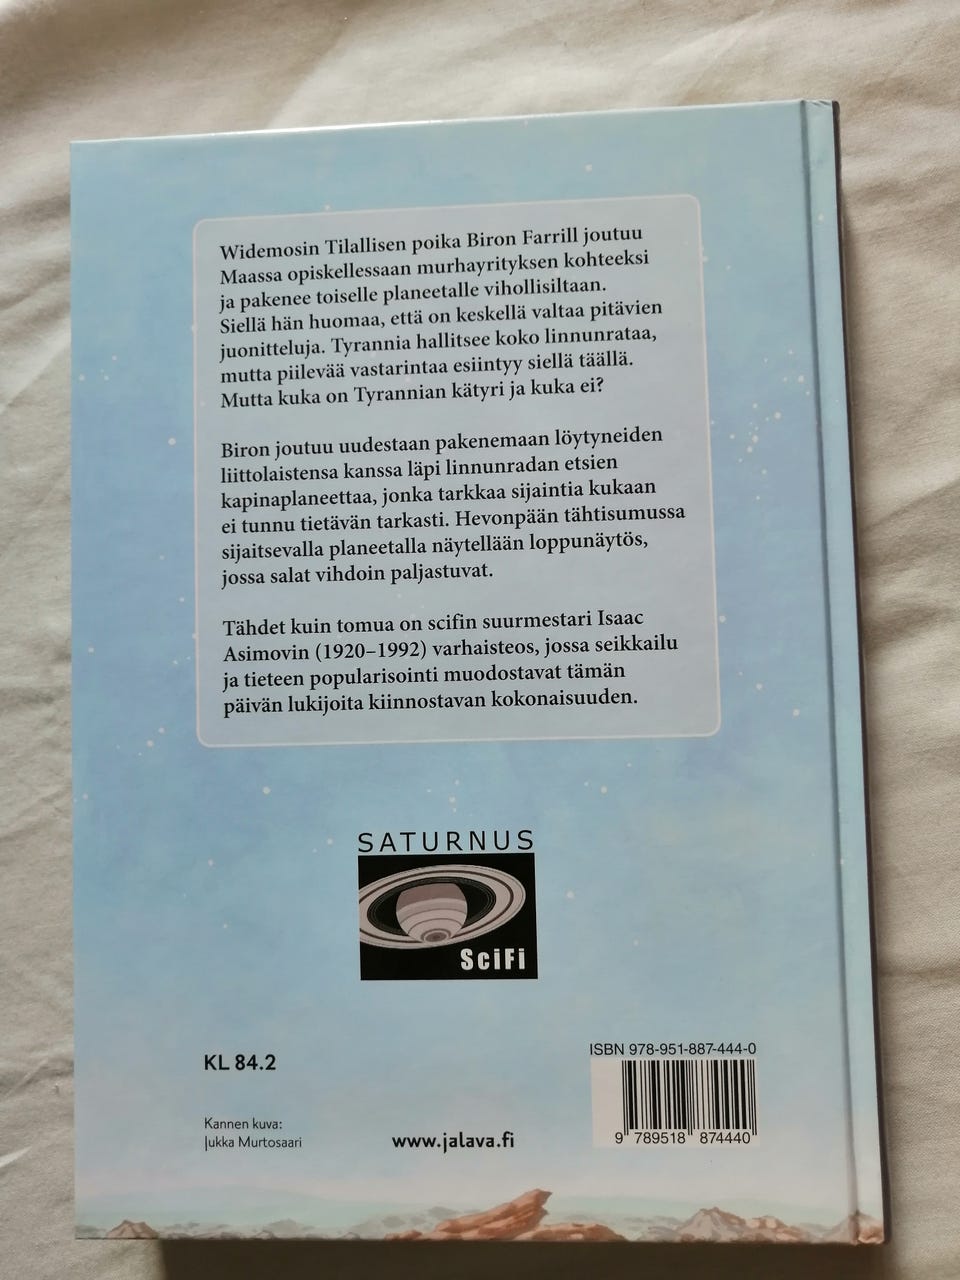 Widemosin Tilallisen poika Biron Farrill joutuu
Maassa opiskellessaan murhayrityksen kohteeksi
ja pakenee toiselle planeetalle vihollisiltaan.
Siellä hän huomaa, että on keskellä valtaa pitävien
juonitteluja. Tyrannia hallitsee koko linnunrataa,
mutta piilevää vastarintaa esiintyy siellä täällä.
Mutta kuka on Tyrannian kätyri ja kuka ei?
Biron joutuu uudestaan pakenemaan löytyneiden
liittolaistensa kanssa läpi linnunradan etsien
kapinaplaneettaa, jonka tarkkaa sijaintia kukaan
ei tunnu tietävän tarkasti. Hevonpään tähtisumussa
sijaitsevalla planeetalla näytellään loppunäytös,
jossa salat vihdoin paljastuvat.
Tähdet kuin tomua on scifin suurmestari Isaac
Asimovin (1920–1992) varhaisteos, jossa seikkailu
ja tieteen popularisointi muodostavat tämän
päivän lukijoita kiinnostavan kokonaisuuden.
SATURNUS
SciFi
KL 84.2
Kannen kuva:
Jukka Murtosaari
www.jalava.fi
ISBN 978-951-887-444-0
9 789518 874440